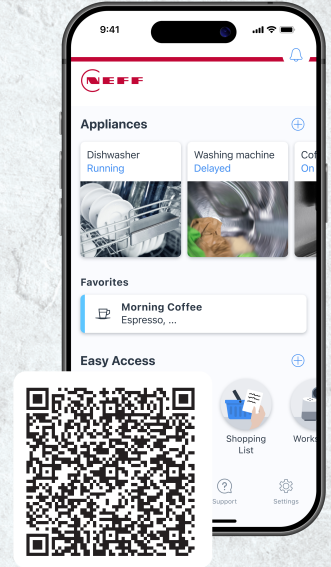 9:41
NEFF
Appliances
Dishwasher
Running
Washing machine
Delayed
On
Favorites
Morning Coffee
Espresso, ...
Easy Access
Shopping
List
Support
Settings